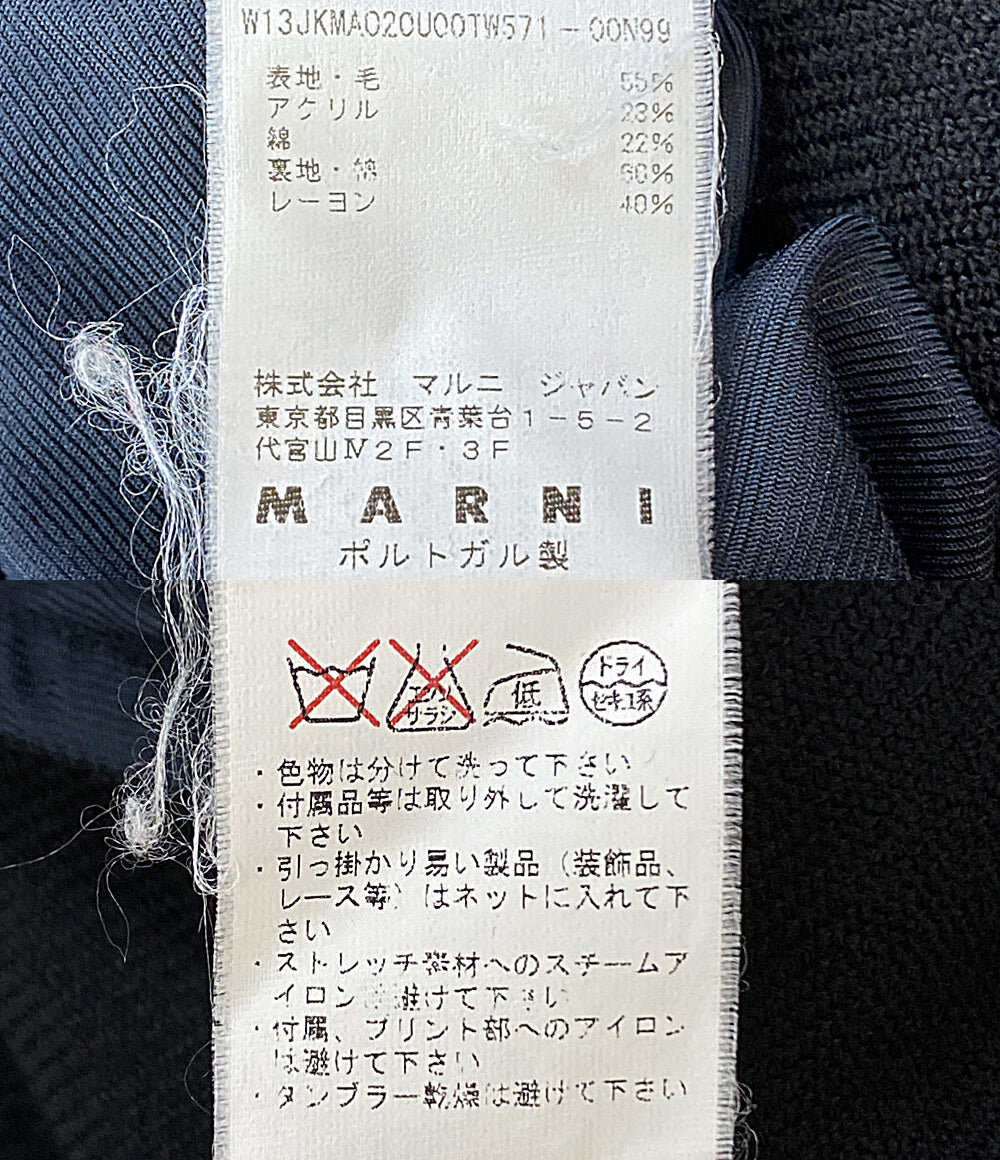 W13JKMA020U00TW571-00N99
表地・毛 55%
アクリル 23%
綿 22%
裏地・綿 60%
レーヨン 40%
株式会社 マルニ ジャパン
東京都目黒区青葉台1-5-2
代官山Ⅳ2F・3F
MARNI
ポルトガル製
エンソ
サラシ
低
ドライ
セキユ系
・色物は分けて洗って下さい
・付属品等は取り外して洗濯して
下さい
・引っ掛かり易い製品（装飾品、
レース等）はネットに入れて下
さい
・ストレッチ素材へのスチームア
イロンは避けて下さい
・付属、プリント部へのアイロン
は避けて下さい
・タンブラー乾燥は避けて下さい